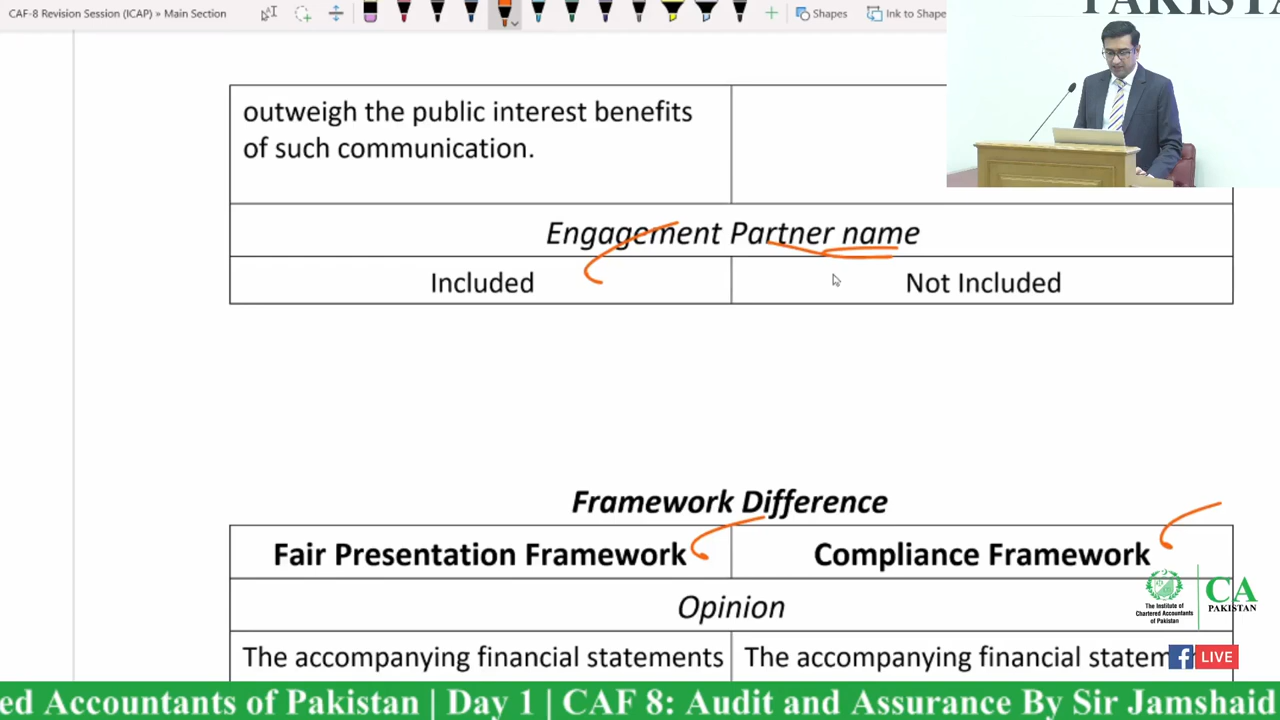 CAF-8 Revision Session (ICAP) » Main Section
Shapes
Ink to Shape
PAKISTAN
outweigh the public interest benefits
of such communication.
Engagement Partner name
Included
Not Included
Framework Difference
Fair Presentation Framework
Compliance Framework
Opinion
The accompanying financial statements
The accompanying financial statem
The Institute of
Chartered Accountants
of Pakistan
CA
PAKISTAN
LIVE
ed Accountants of Pakistan | Day 1 | CAF 8: Audit and Assurance By Sir Jamshaid